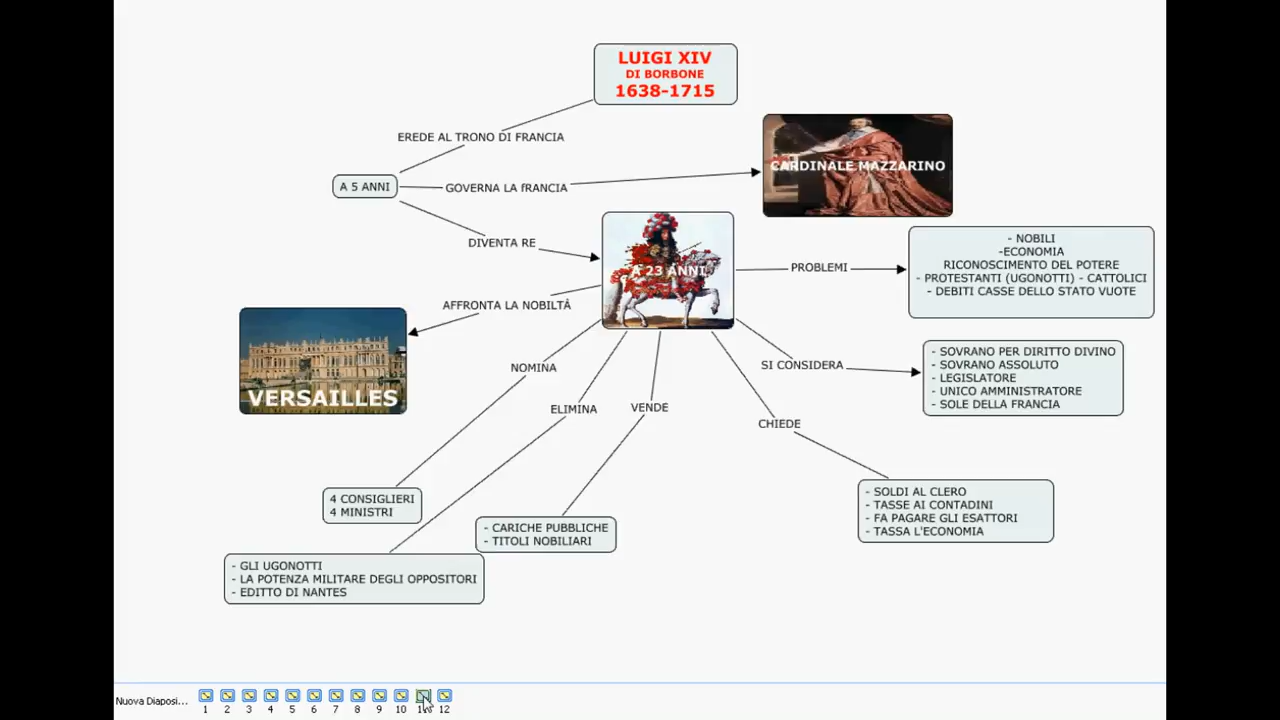 LUIGI XIV
DI BORBONE
1638-1715
EREDE AL TRONO DI FRANCIA
CARDINALE MAZZARINO
A 5 ANNI
GOVERNA LA fRANCIA
DIVENTA RE
A 23 ANNI
PROBLEMI
- NOBILI
-ECONOMIA
RICONOSCIMENTO DEL POTERE
- PROTESTANTI (UGONOTTI) - CATTOLICI
- DEBITI CASSE DELLO STATO VUOTE
AFFRONTA LA NOBILTÀ
VERSAILLES
NOMINA
SI CONSIDERA
- SOVRANO PER DIRITTO DIVINO
- SOVRANO ASSOLUTO
- LEGISLATORE
- UNICO AMMINISTRATORE
- SOLE DELLA FRANCIA
ELIMINA
VENDE
CHIEDE
4 CONSIGLIERI
4 MINISTRI
- SOLDI AL CLERO
- TASSE AI CONTADINI
- FA PAGARE GLI ESATTORI
- TASSA L'ECONOMIA
- CARICHE PUBBLICHE
- TITOLI NOBILIARI
- GLI UGONOTTI
- LA POTENZA MILITARE DEGLI OPPOSITORI
- EDITTO DI NANTES
Nuova Diaposi...
1 2 3 4 5 6 7 8 9 10 12